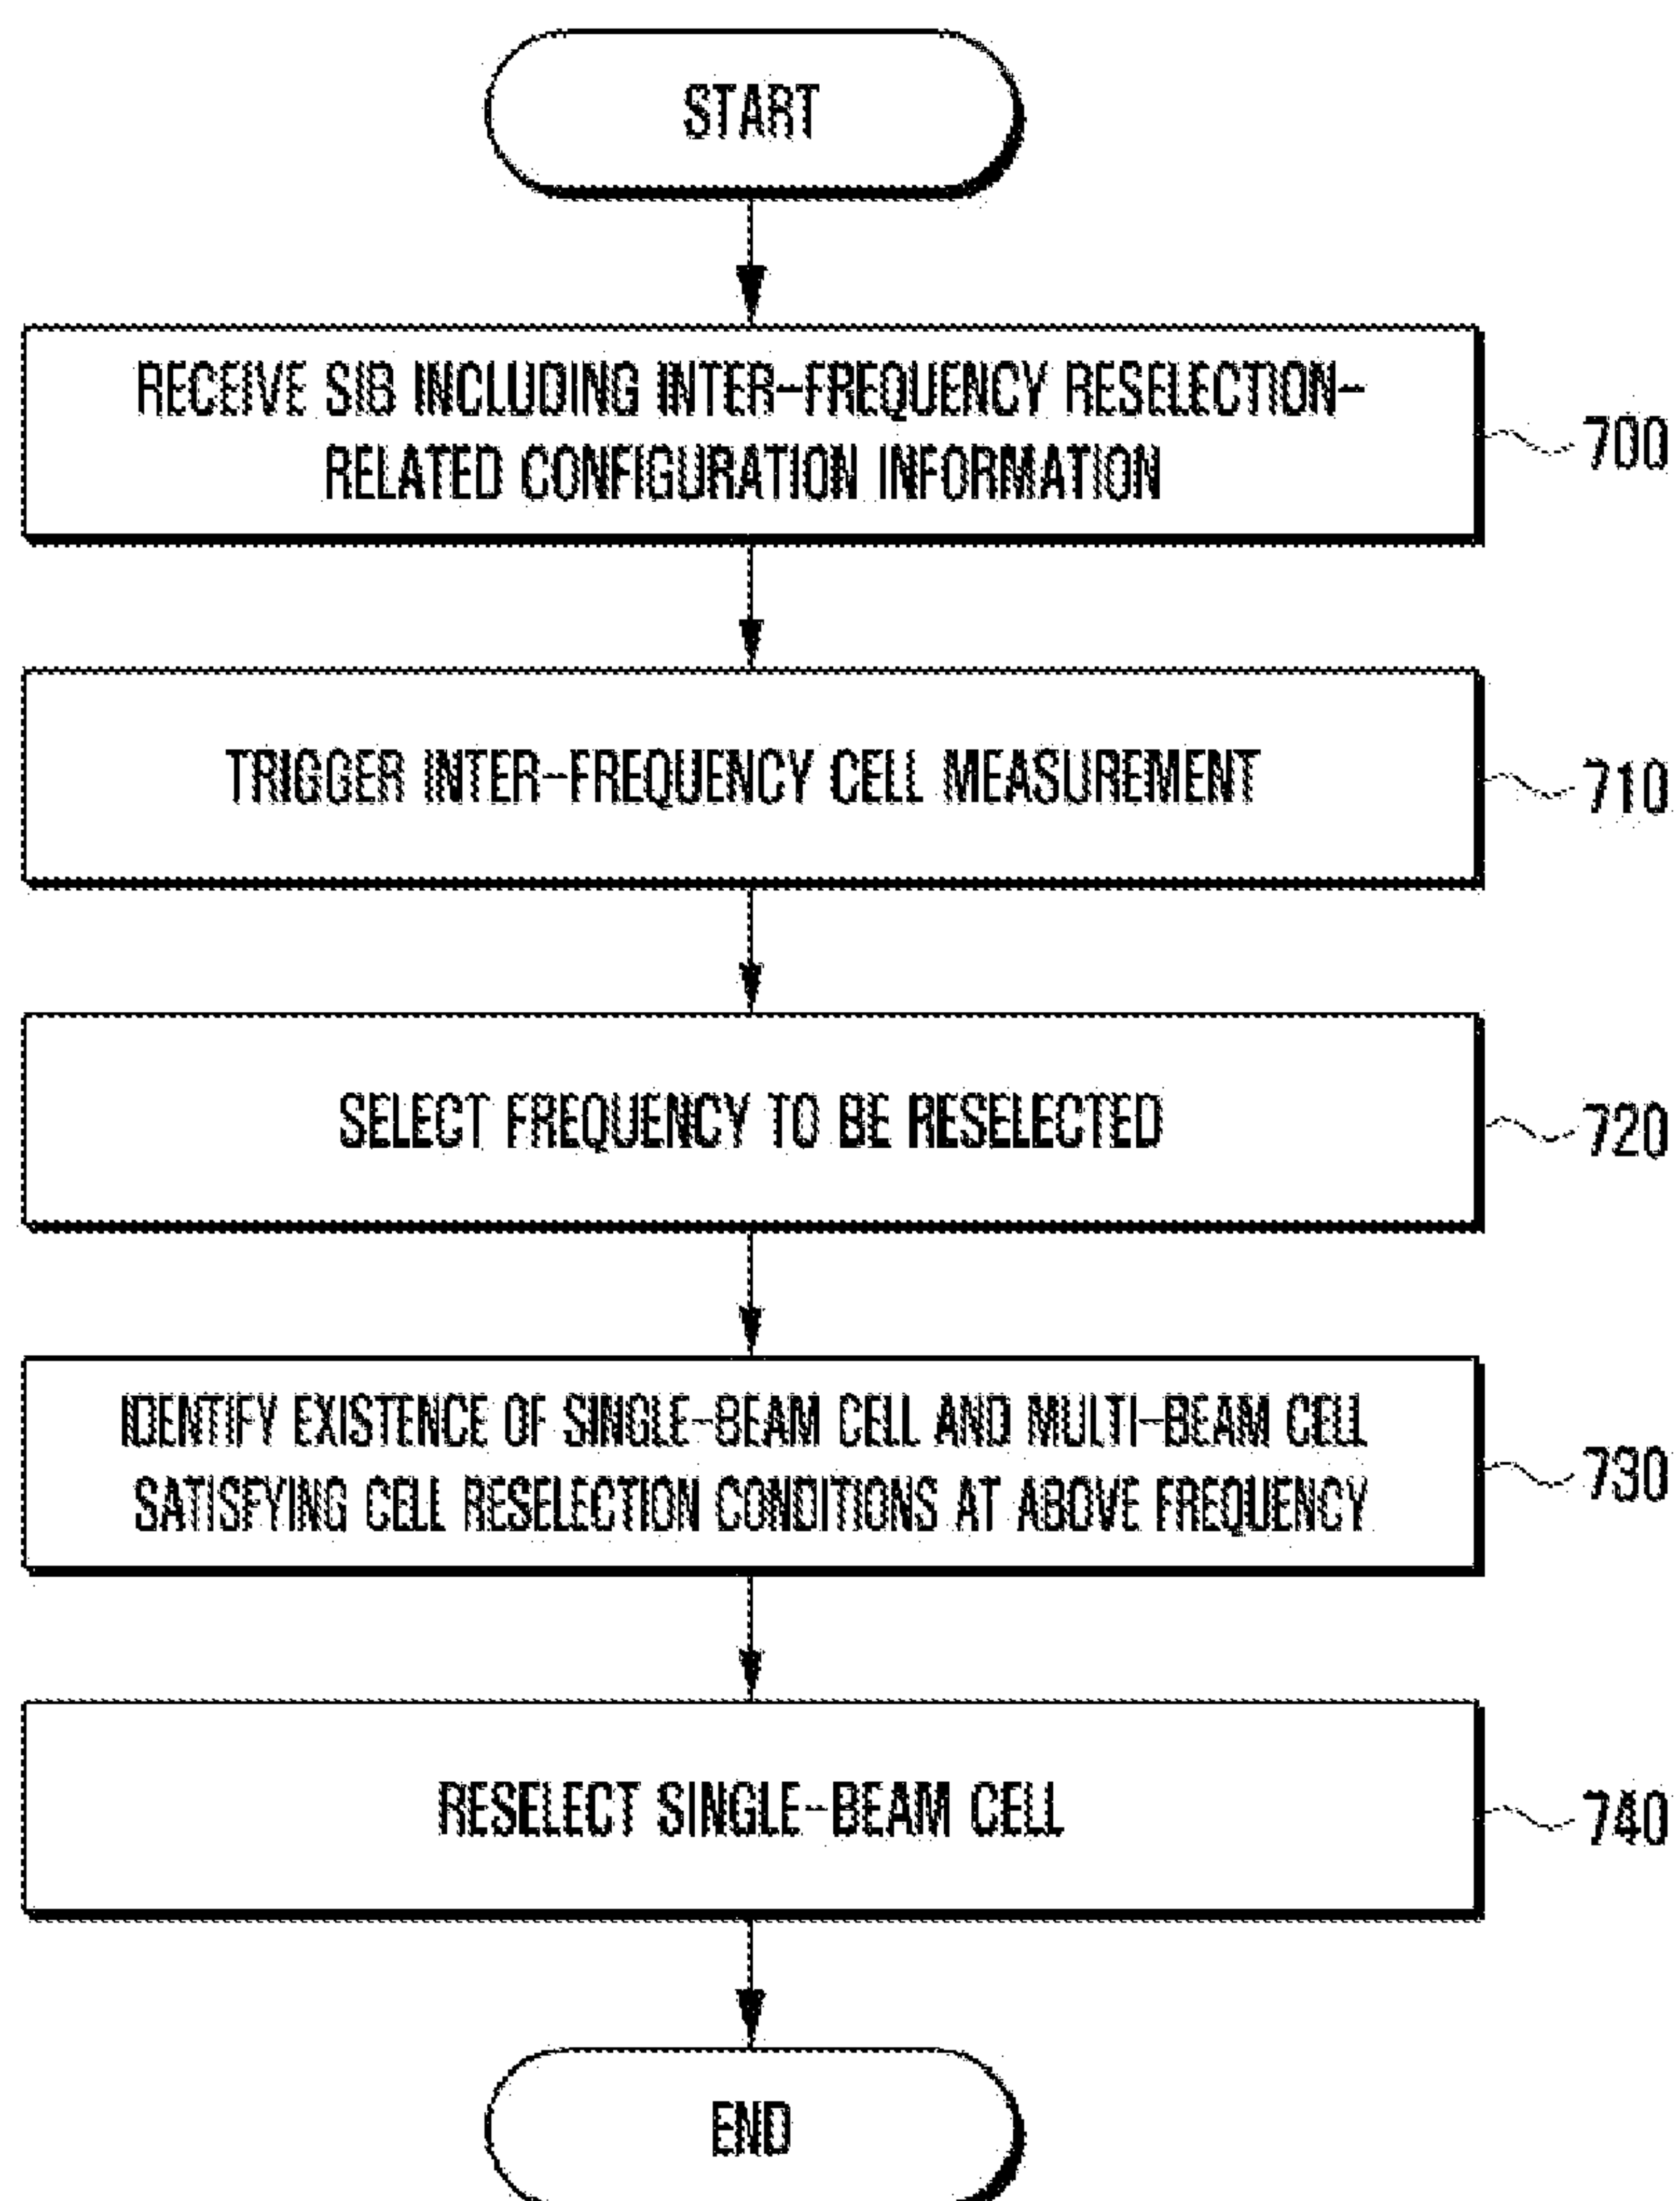 START
RECEIVE SIB INCLUDING INTER-FREQUENCY RESELECTION-
RELATED CONFIGURATION INFORMATION
700
TRIGGER INTER-FREQUENCY CELL MEASUREMENT
710
SELECT FREQUENCY TO BE RESELECTED
720
IDENTIFY EXISTENCE OF SINGLE-BEAM CELL AND MULTI-BEAM CELL
SATISFYING CELL RESELECTION CONDITIONS AT ABOVE FREQUENCY
730
RESELECT SINGLE-BEAM CELL
740
END